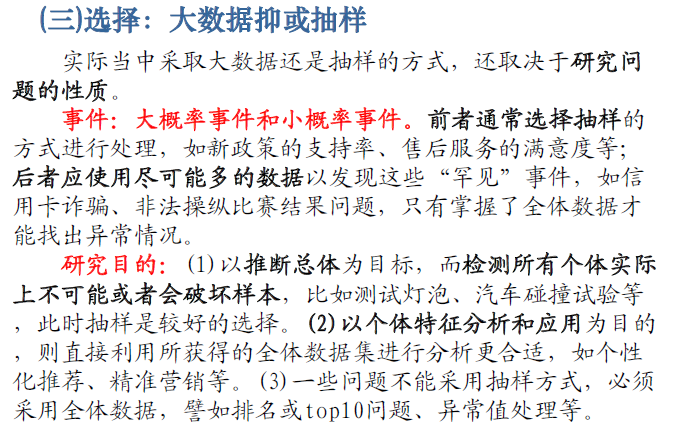 (三)选择：大数据抑或抽样
实际当中采取大数据还是抽样的方式，还取决于研究问
题的性质。
事件：大概率事件和小概率事件。前者通常选择抽样的
方式进行处理，如新政策的支持率、售后服务的满意度等；
后者应使用尽可能多的数据以发现这些“罕见”事件，如信
用卡诈骗、非法操纵比赛结果问题，只有掌握了全体数据才
能找出异常情况。
研究目的：(1)以推断总体为目标，而检测所有个体实际
上不可能或者会破坏样本，比如测试灯泡、汽车碰撞试验等
，此时抽样是较好的选择。(2)以个体特征分析和应用为目的
，则直接利用所获得的全体数据集进行分析更合适，如个性
化推荐、精准营销等。(3)一些问题不能采用抽样方式，必须
采用全体数据，譬如排名或top10问题、异常值处理等。